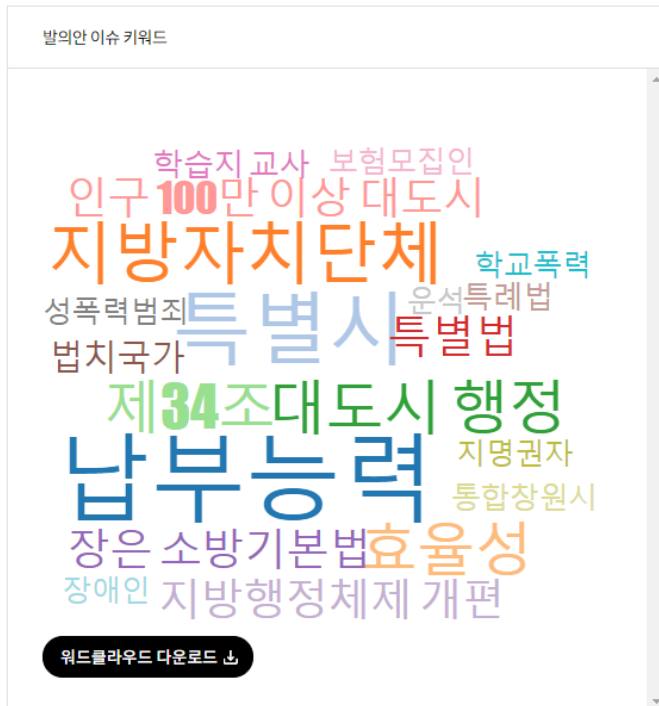 발의안 이슈 키워드
학습지 교사
보험모집인
인구 100만 이상 대도시
지방자치단체
학교폭력
성폭력범죄
특별시
운석
특례법
특별법
법치국가
제34조
대도시 행정
납부능력
지명권자
통합창원시
장은
소방기본법
효율성
장애인
지방행정체제 개편
워드클라우드 다운로드